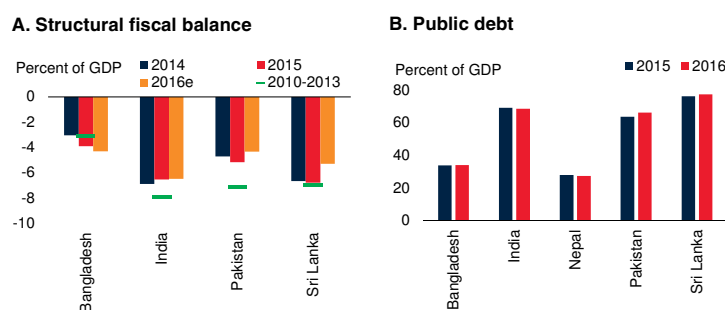 A. Structural fiscal balance
Percent of GDP
2014
2015
2016e
2010-2013
0
-2
-4
-6
-8
-10
Bangladesh
India
Pakistan
Sri Lanka
B. Public debt
Percent of GDP
2015
2016
80
60
40
20
0
Bangladesh
India
Nepal
Pakistan
Sri Lanka